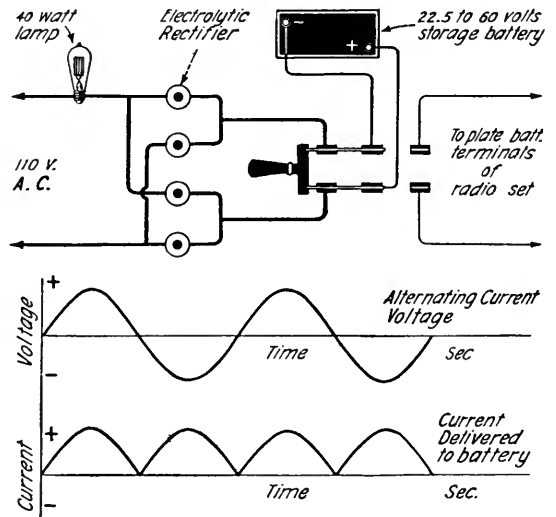 40 watt
lamp
Electrolytic
Rectifier
22.5 to 60 volts
storage battery
-
+
110 V.
A. C.
To plate batt.
terminals
of
radio set
+
Voltage
-
Alternating Current
Voltage
Time
Sec
+
Current
-
Current
Delivered
to battery
Time
Sec.